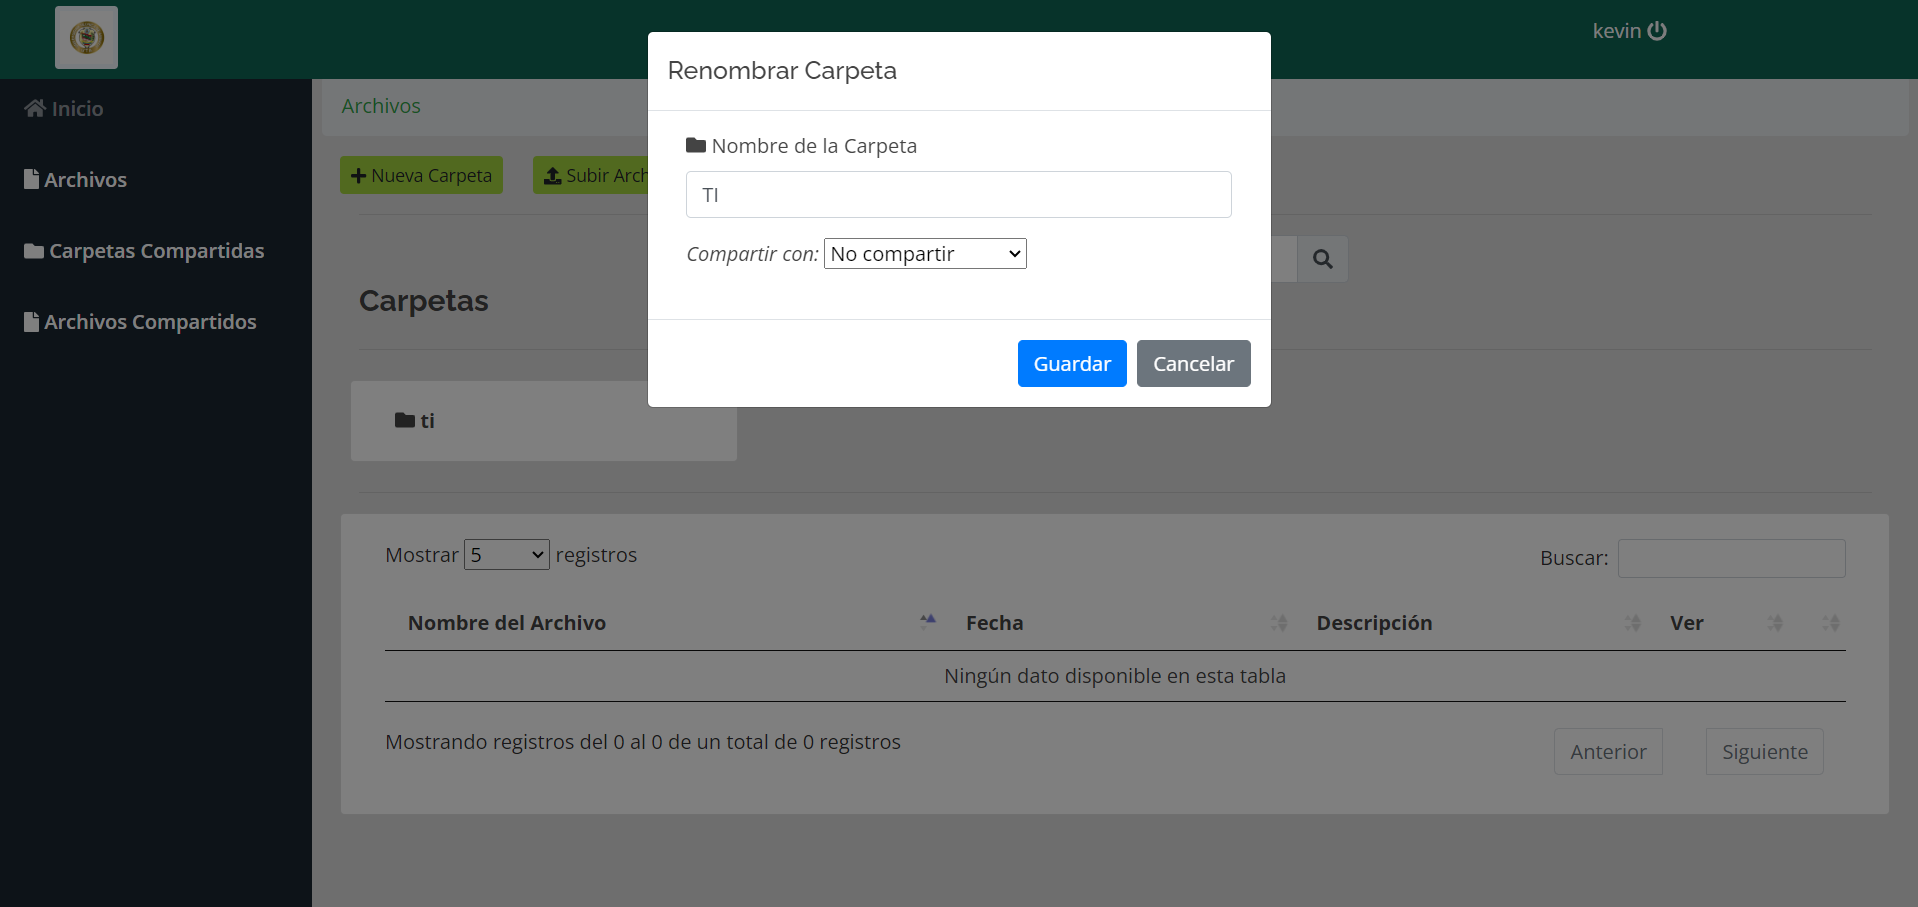 kevin
Inicio
Archivos
Carpetas Compartidas
Archivos Compartidos
Archivos
Nueva Carpeta
Subir Arch
Carpetas
ti
Renombrar Carpeta
Nombre de la Carpeta
TI
Compartir con: No compartir
Guardar Cancelar
Mostrar 5 registros
Buscar:
Nombre del Archivo Fecha Descripción Ver
Ningún dato disponible en esta tabla
Mostrando registros del 0 al 0 de un total de 0 registros
Anterior Siguiente